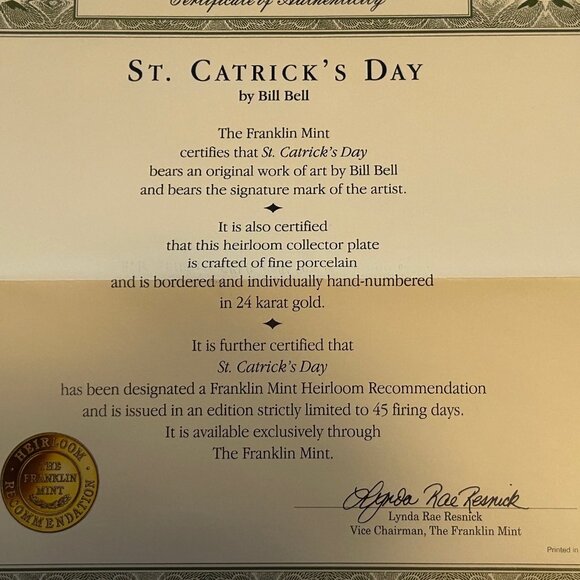 Certificate of Authenticity
ST. CATRICK'S DAY
by Bill Bell
The Franklin Mint
certifies that St. Catrick's Day
bears an original work of art by Bill Bell
and bears the signature mark of the artist.
It is also certified
that this heirloom collector plate
is crafted of fine porcelain
and is bordered and individually hand-numbered
in 24 karat gold.
It is further certified that
St. Catrick's Day
has been designated a Franklin Mint Heirloom Recommendation
and is issued in an edition strictly limited to 45 firing days.
It is available exclusively through
The Franklin Mint.
HEIRLOOM
THE
FRANKLIN
MINT
RECOMMENDATION
Lynda Rae Resnick
Lynda Rae Resnick
Vice Chairman, The Franklin Mint
Printed in